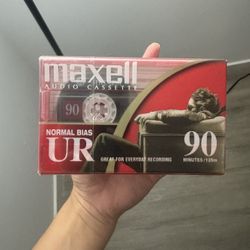 maxell
AUDIO CASSETTE
90
NORMAL BIAS
UR
GREAT FOR EVERYDAY RECORDING
90
MINUTES/135m